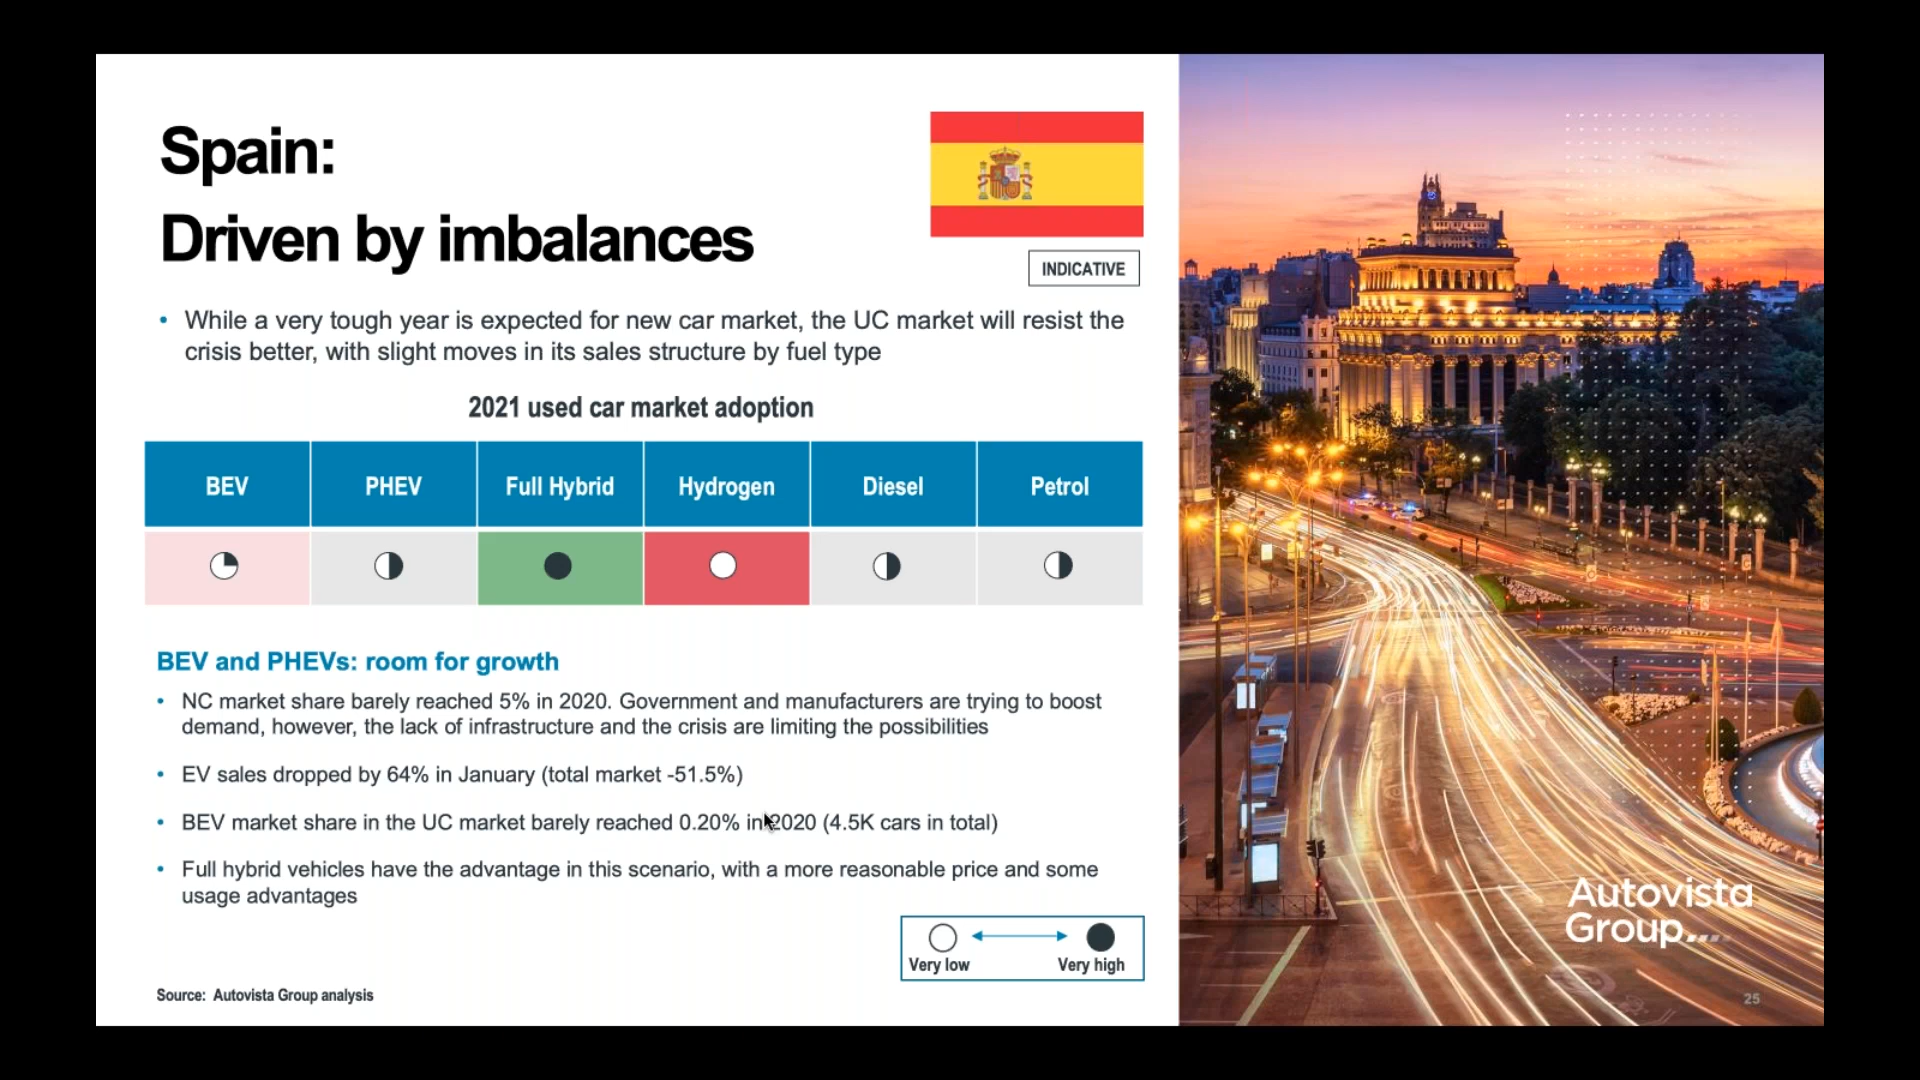 Spain:
Driven by imbalances
INDICATIVE
• While a very tough year is expected for new car market, the UC market will resist the
crisis better, with slight moves in its sales structure by fuel type
2021 used car market adoption
BEV PHEV Full Hybrid Hydrogen Diesel Petrol
BEV and PHEVs: room for growth
• NC market share barely reached 5% in 2020. Government and manufacturers are trying to boost
demand, however, the lack of infrastructure and the crisis are limiting the possibilities
• EV sales dropped by 64% in January (total market -51.5%)
• BEV market share in the UC market barely reached 0.20% in 2020 (4.5K cars in total)
• Full hybrid vehicles have the advantage in this scenario, with a more reasonable price and some
usage advantages
Very low Very high
Source: Autovista Group analysis
Autovista
Group
25